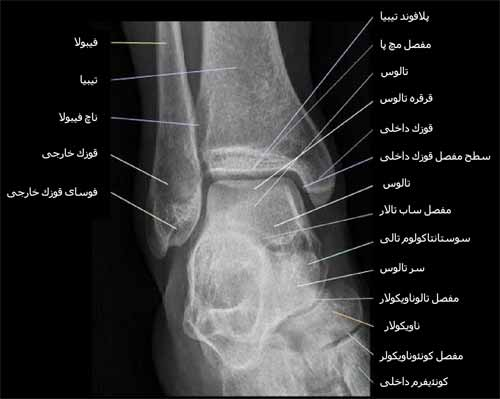 فیبولا
تیبیا
ناچ فیبولا
قوزک خارجی
فوسای قوزک خارجی
پلافوند تیبیا
مفصل مچ پا
تالوس
قرقره تالوس
قوزک داخلی
سطح مفصل قوزک داخلی
تالوس
مفصل ساب تالار
سوستانتاکولوم تالی
سر تالوس
مفصل تالوناویکولار
ناویکولار
مفصل کونئوناویکولر
کونئیفرم داخلی